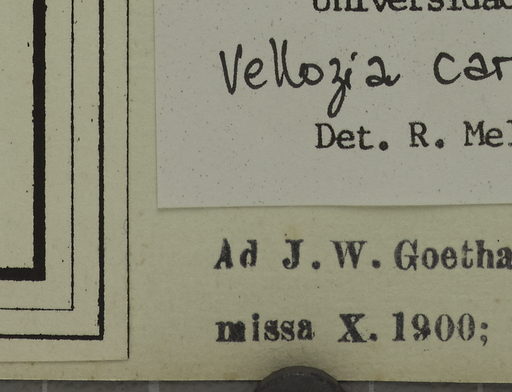 Vellozia car
Det. R. Mel
Ad J. W. Goetha
missa X. 1900;